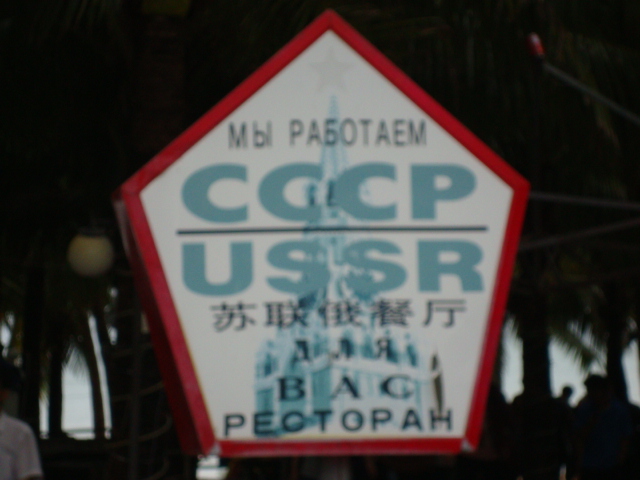 МЫ РАБОТАЕМ
СССР
USSR
苏联俄餐厅
ДЛЯ
ВАС
РЕСТОРАН